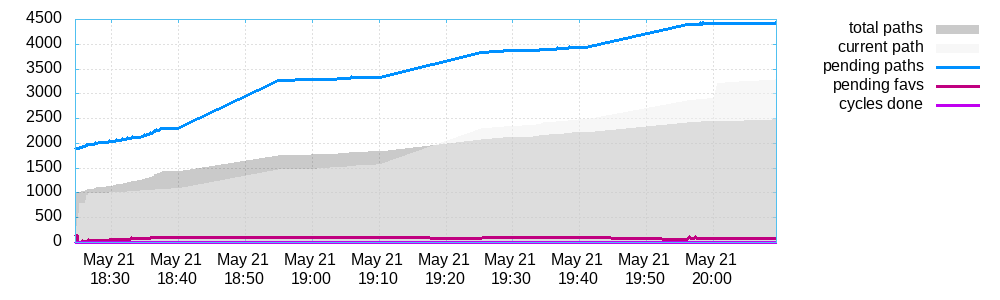 4500
4000
3500
3000
2500
2000
1500
1000
500
0
May 21 May 21 May 21 May 21 May 21 May 21 May 21 May 21 May 21 May 21
18:30 18:40 18:50 19:00 19:10 19:20 19:30 19:40 19:50 20:00
total paths
current path
pending paths
pending favs
cycles done